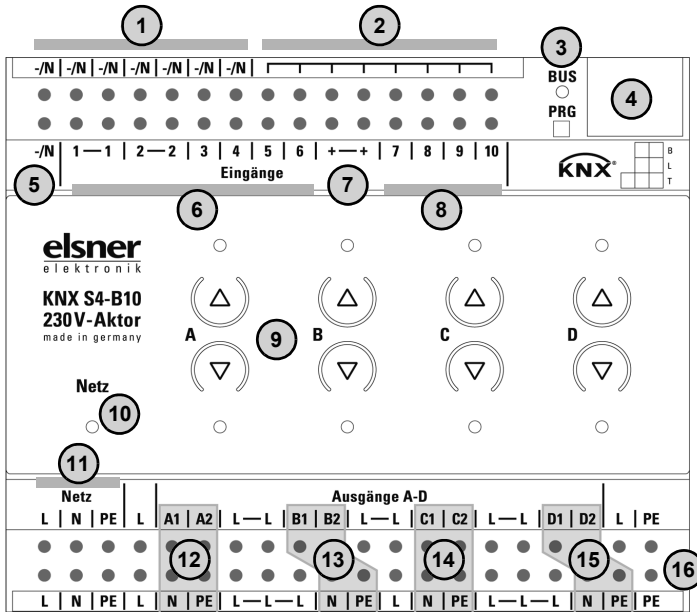 1 2 3
-/N | -/N | -/N | -/N | -/N | -/N | -/N
BUS
4
PRG
-/N | 1 — 1 | 2 — 2 | 3 | 4 | 5 | 6 | + — + | 7 | 8 | 9 | 10
Eingänge
KNX®
B
L
T
5 6 7 8
elsner
elektronik
KNX S4-B10
230V-Aktor
made in germany
A 9 B C D
Netz
10
11
Netz Ausgänge A-D
L | N | PE | L | A1 | A2 | L — L | B1 | B2 | L — L | C1 | C2 | L — L | D1 | D2 | L | PE
12 13 14 15 16
L | N | PE | L | N | PE | L — L — L | N | PE | L | N | PE | L — L — L | N | PE | L